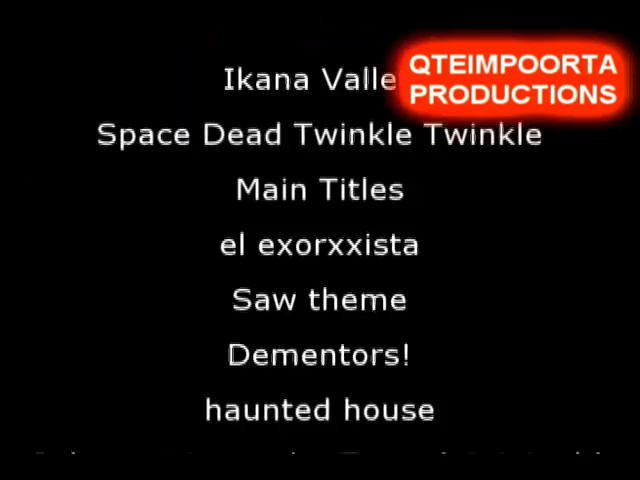 QTEIMPOORTA
PRODUCTIONS
Ikana Valle
Space Dead Twinkle Twinkle
Main Titles
el exorxxista
Saw theme
Dementors!
haunted house